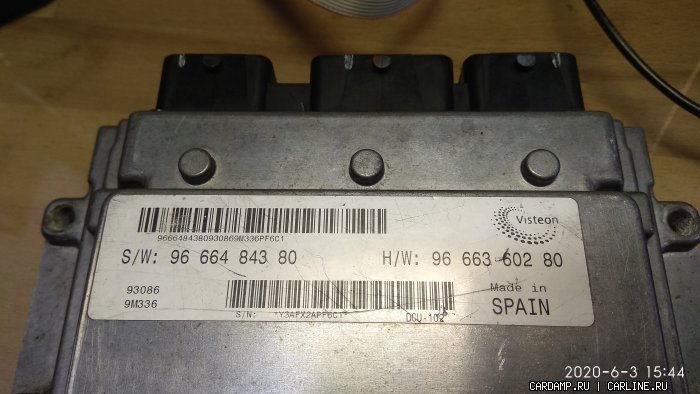 Visteon
9666484380930869M336PF6C1
S/W: 96 664 843 80 H/W: 96 663 602 80
93086 Made in
9M336 SPAIN
S/N: *Y3AFX2APF6C1* DCU-102
2020-6-3 15:44
CARDAMP.RU | CARLINE.RU